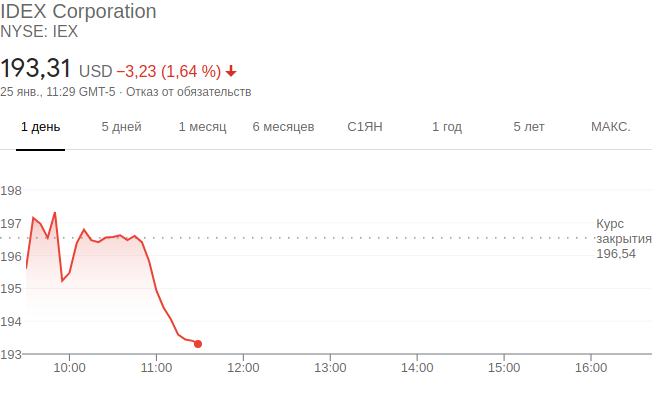 IDEX Corporation
NYSE: IEX
193,31 USD −3,23 (1,64 %)
25 янв., 11:29 GMT-5 · Отказ от обязательств
1 день 5 дней 1 месяц 6 месяцев С1ЯН 1 год 5 лет МАКС.
198
197
196
195
194
193
Курс
закрытия
196,54
10:00 11:00 12:00 13:00 14:00 15:00 16:00